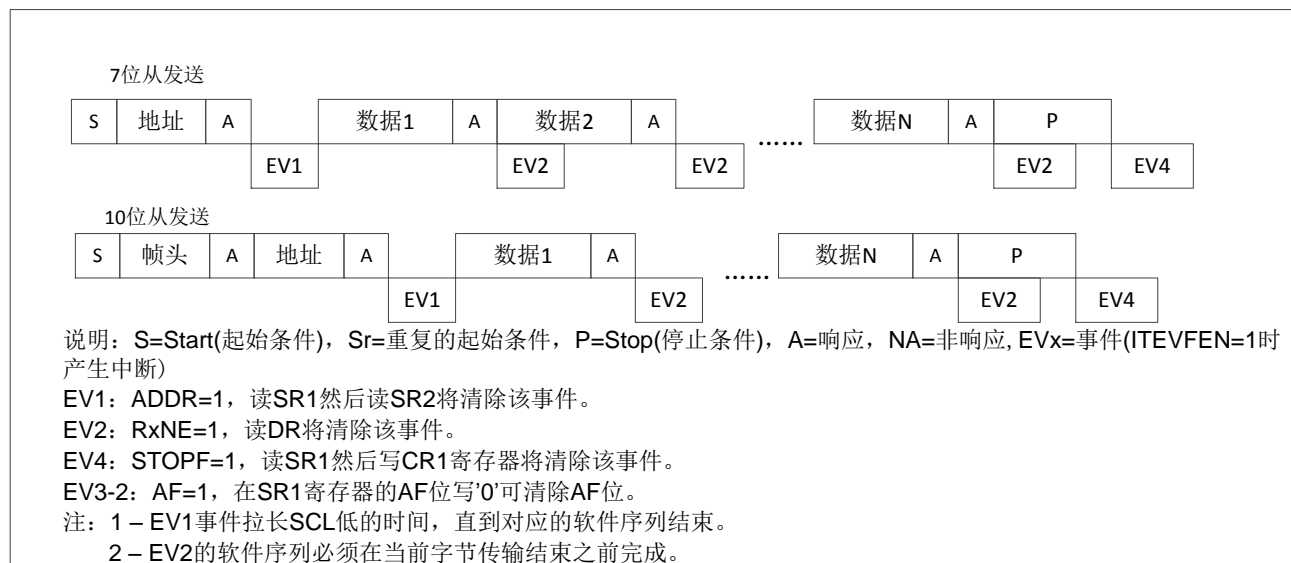 7位从发送
S 地址 A 数据1 A 数据2 A …… 数据N A P
EV1 EV2 EV2 EV2 EV4
10位从发送
S 帧头 A 地址 A 数据1 A …… 数据N A P
EV1 EV2 EV2 EV4
说明：S=Start(起始条件)，Sr=重复的起始条件，P=Stop(停止条件)，A=响应，NA=非响应, EVx=事件(ITEVFEN=1时
产生中断)
EV1：ADDR=1，读SR1然后读SR2将清除该事件。
EV2：RxNE=1，读DR将清除该事件。
EV4：STOPF=1，读SR1然后写CR1寄存器将清除该事件。
EV3-2：AF=1，在SR1寄存器的AF位写'0'可清除AF位。
注：1 – EV1事件拉长SCL低的时间，直到对应的软件序列结束。
2 – EV2的软件序列必须在当前字节传输结束之前完成。